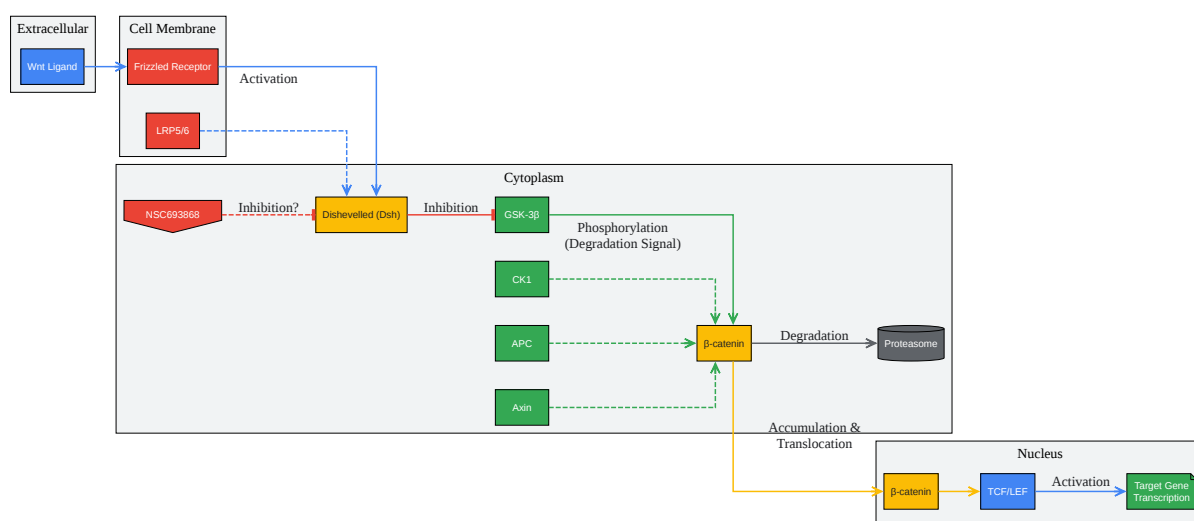 Extracellular
Wnt Ligand
Cell Membrane
Frizzled Receptor
LRP5/6
Activation
Cytoplasm
NSC693868
Inhibition?
Dishevelled (Dsh)
Inhibition
GSK-3β
Phosphorylation
(Degradation Signal)
CK1
APC
Axin
β-catenin
Degradation
Proteasome
Accumulation &
Translocation
Nucleus
β-catenin
TCF/LEF
Activation
Target Gene
Transcription